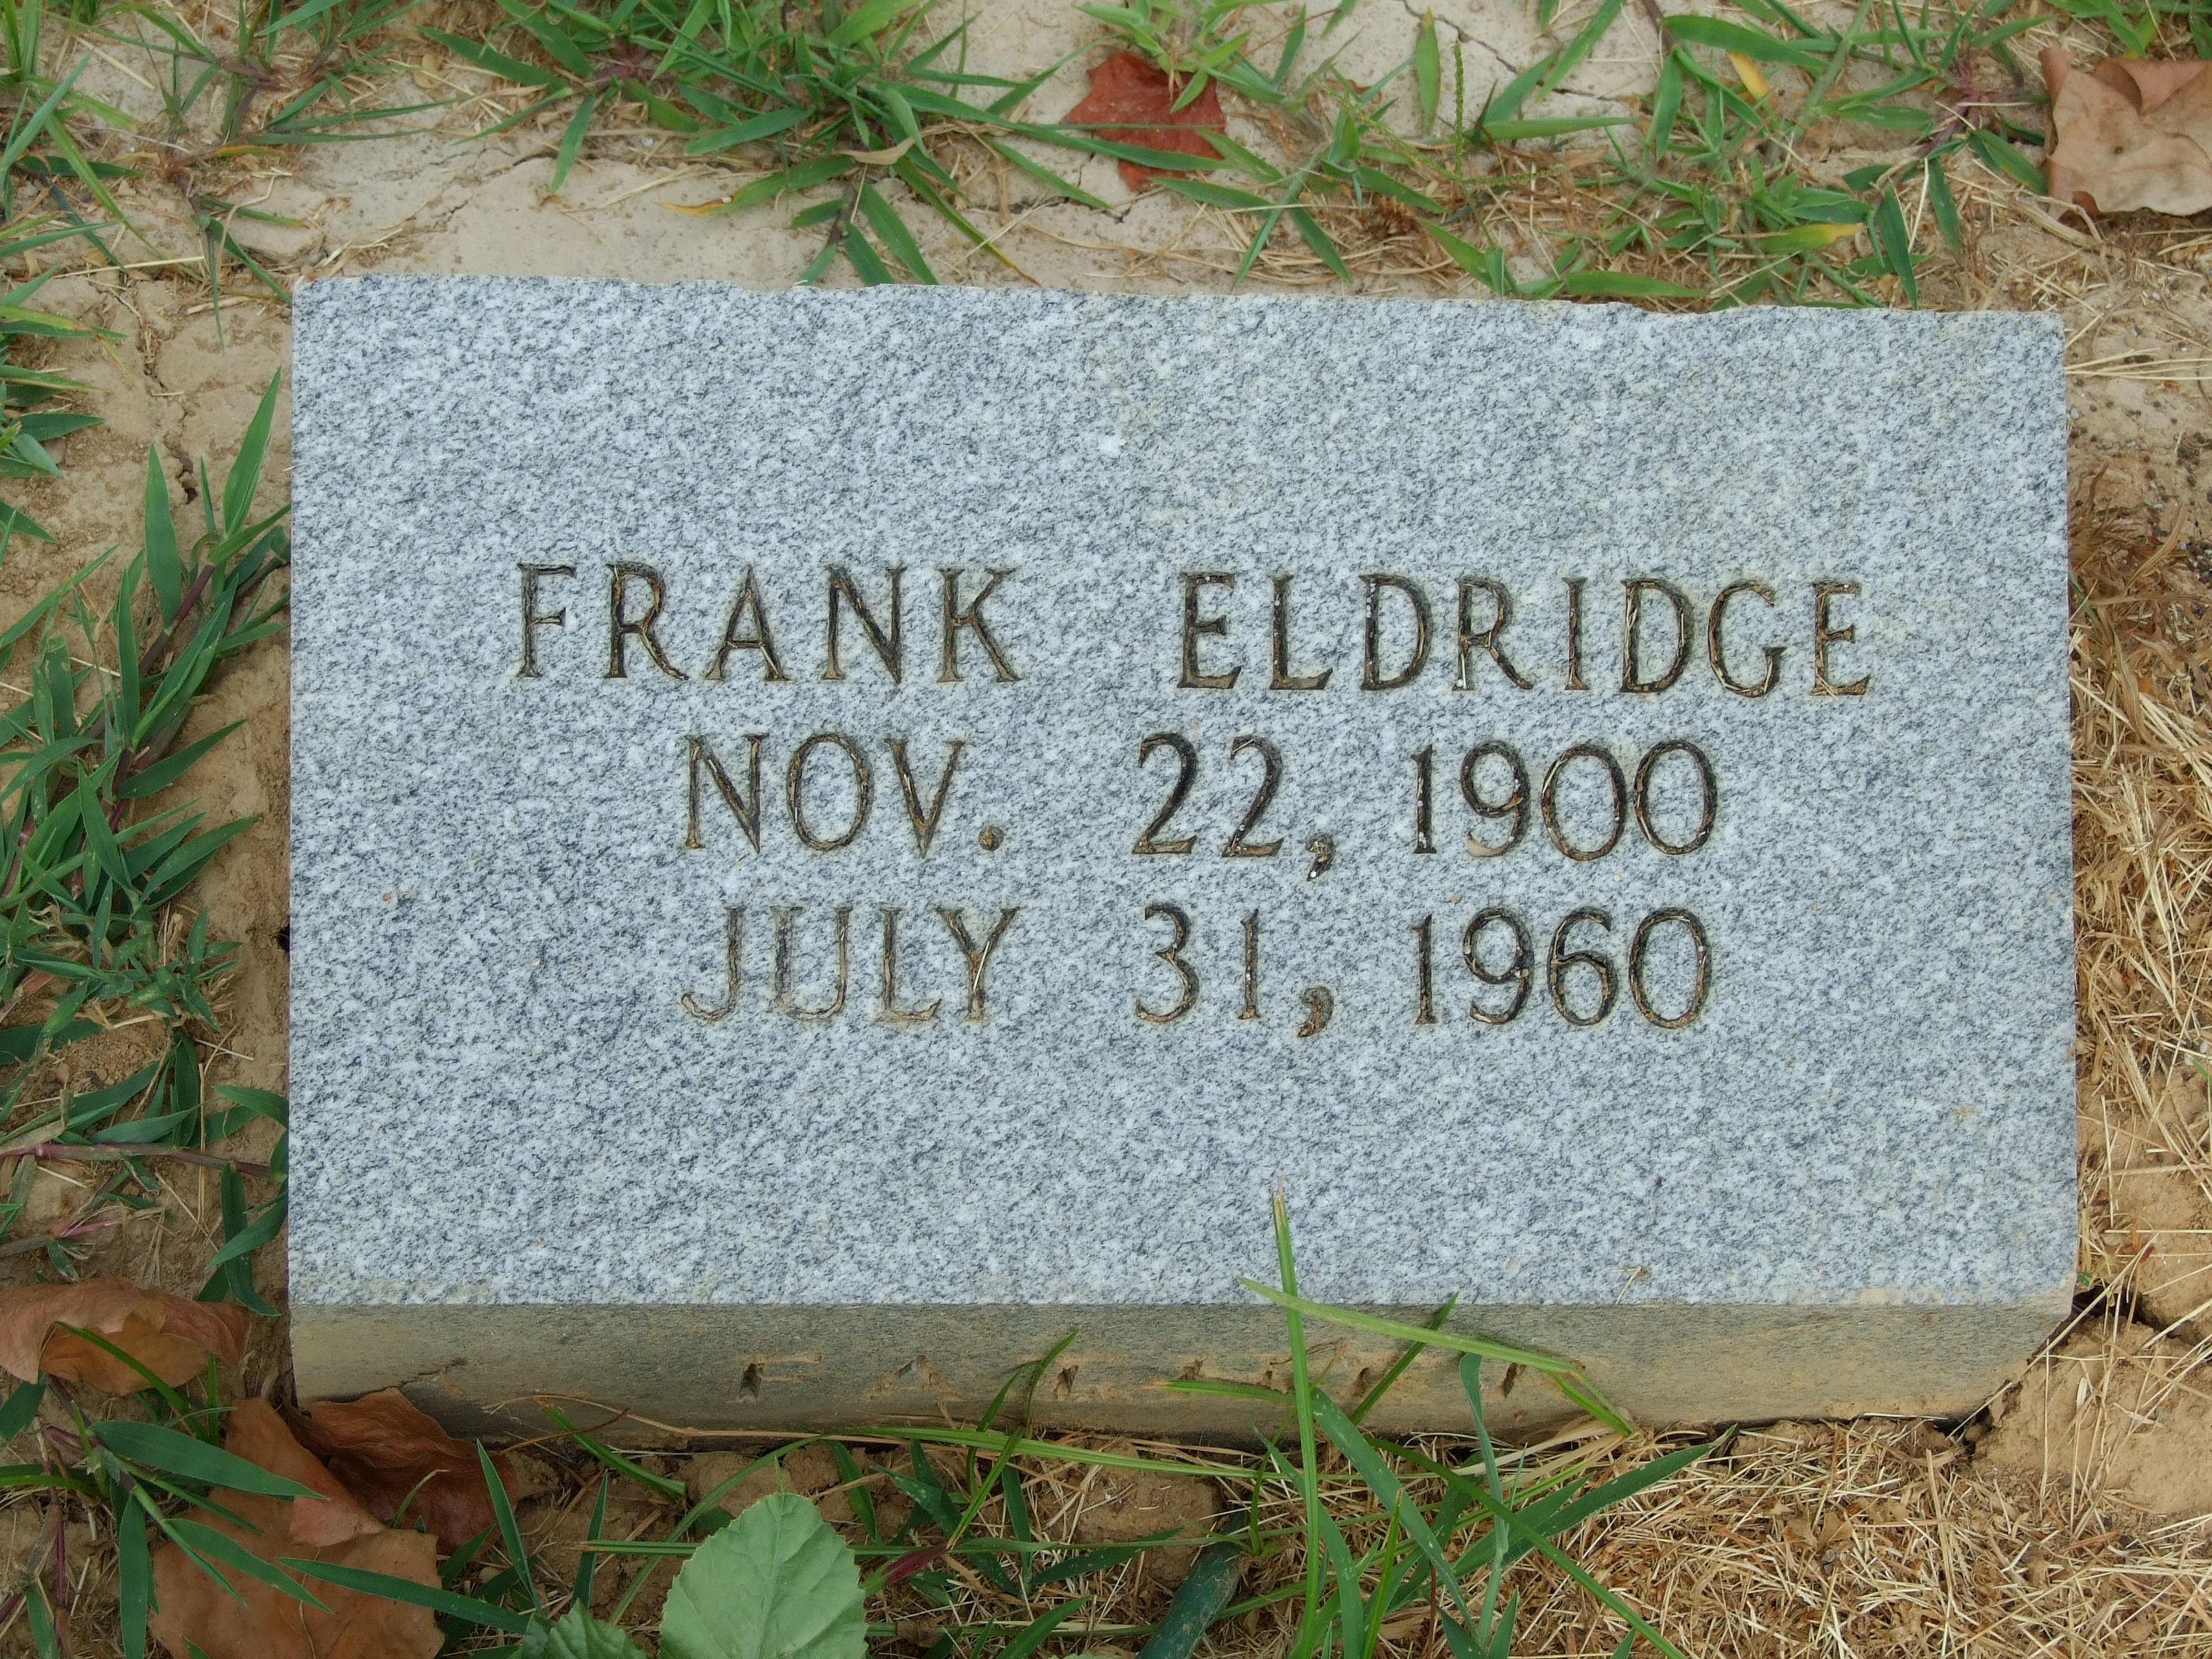 FRANK ELDRIDGE
NOV. 22, 1900
JULY 31, 1960